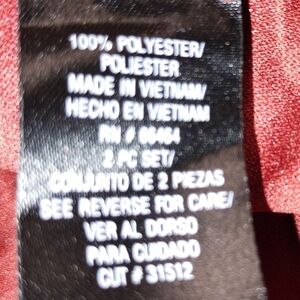 100% POLYESTER/
POLIESTER
MADE IN VIETNAM/
HECHO EN VIETNAM
RN #
2 PC SET/
CONJUNTO DE 2 PIEZAS
SEE REVERSE FOR CARE/
VER AL DORSO
PARA CUIDADO
CUT # 31512